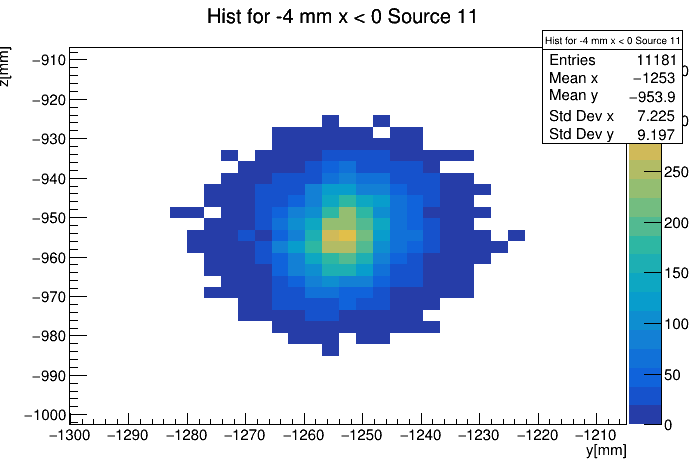 Hist for -4 mm x < 0 Source 11
z[mm]
Hist for -4 mm x < 0 Source 11
Entries 11181
Mean x −1253
Mean y −953.9
Std Dev x 7.225
Std Dev y 9.197
−910
−920
−930
−940
−950
−960
−970
−980
−990
−1000
−1300 −1290 −1280 −1270 −1260 −1250 −1240 −1230 −1220 −1210
y[mm]
250
200
150
100
50
0